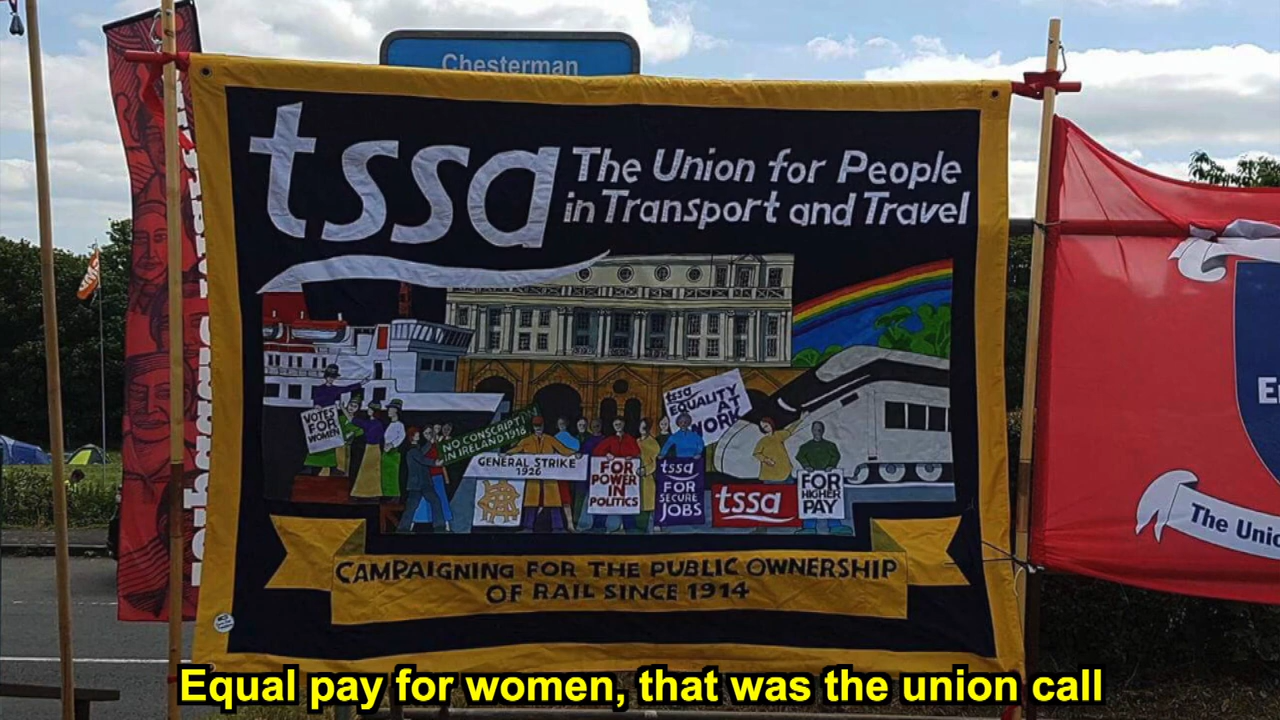 Chesterman
tssa
The Union for People
in Transport and Travel
VOTES
FOR
WOMEN
NO CONSCRIPTION
IN IRELAND 1918
GENERAL STRIKE
1926
FOR
POWER
IN
POLITICS
tssa
FOR
SECURE
JOBS
tssa
EQUALITY
AT
WORK
tssa
FOR
HIGHER
PAY
CAMPAIGNING FOR THE PUBLIC OWNERSHIP
OF RAIL SINCE 1914
The Unio
Equal pay for women, that was the union call